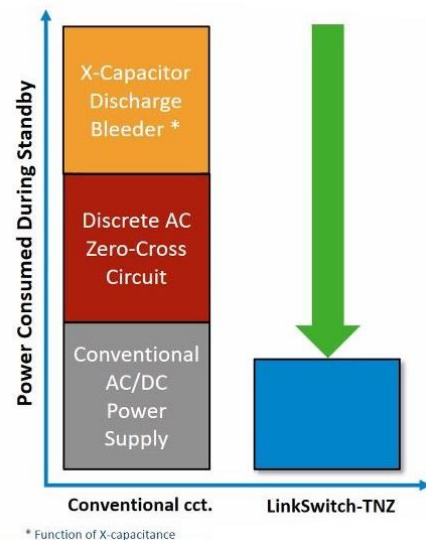 Power Consumed During Standby
X-Capacitor
Discharge
Bleeder *
Discrete AC
Zero-Cross
Circuit
Conventional
AC/DC
Power
Supply
Conventional cct.
LinkSwitch-TNZ
* Function of X-capacitance